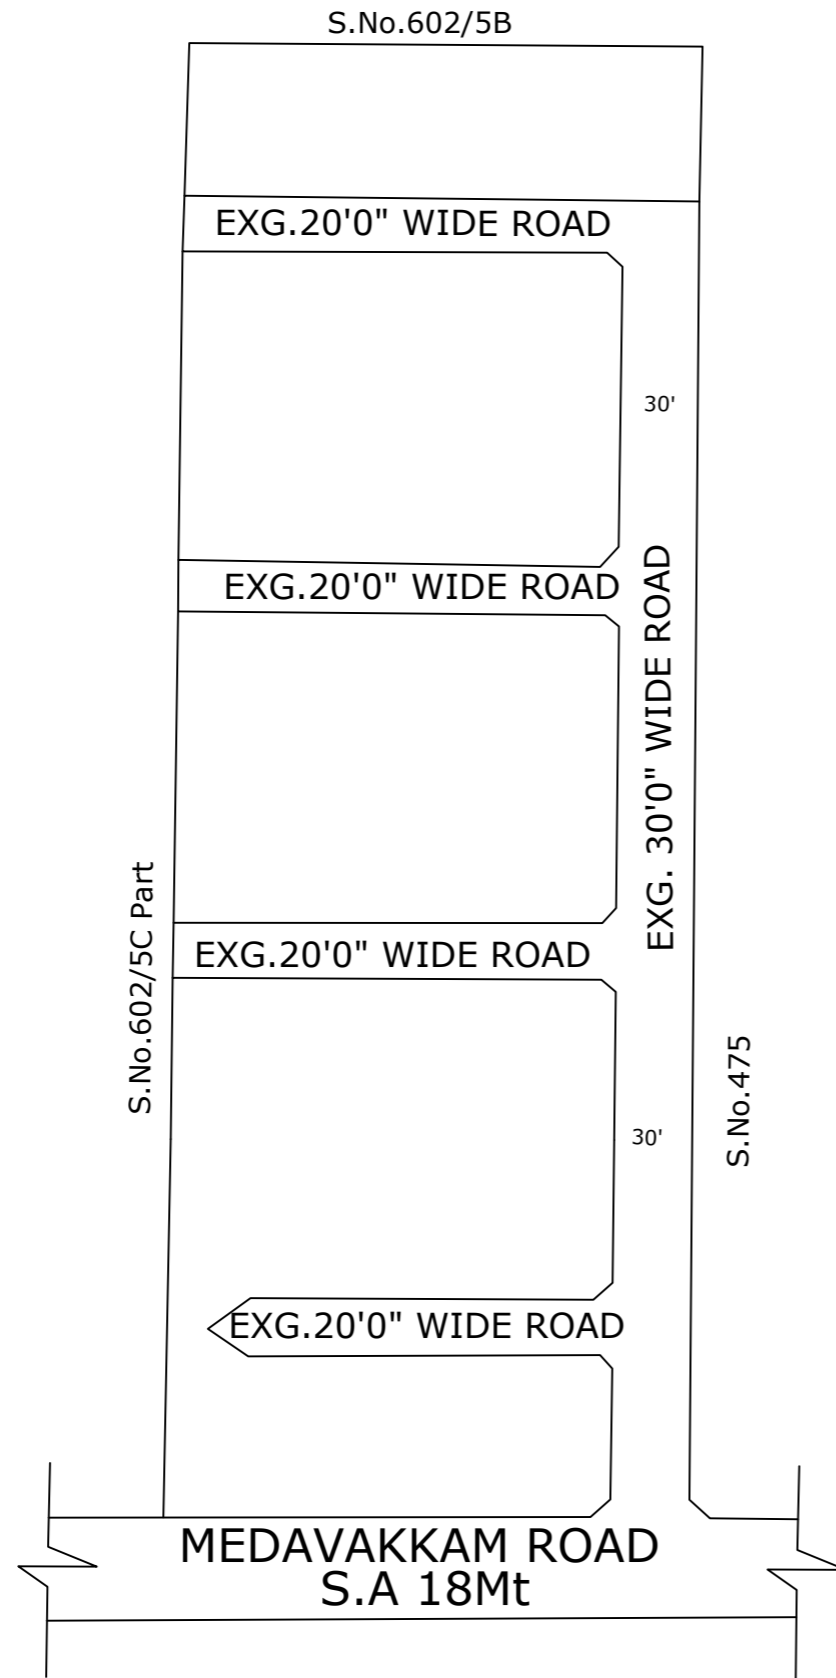 S.No.602/5B
EXG.20'0" WIDE ROAD
30'
EXG.20'0" WIDE ROAD
EXG. 30'0" WIDE ROAD
S.No.602/5C Part
EXG.20'0" WIDE ROAD
S.No.475
30'
EXG.20'0" WIDE ROAD
MEDAVAKKAM ROAD
S.A 18Mt